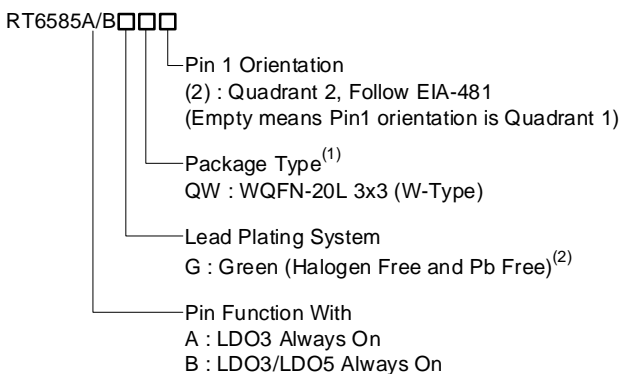 RT6585A/B□□□
Pin 1 Orientation
(2) : Quadrant 2, Follow EIA-481
(Empty means Pin1 orientation is Quadrant 1)
Package Type(1)
QW : WQFN-20L 3x3 (W-Type)
Lead Plating System
G : Green (Halogen Free and Pb Free)(2)
Pin Function With
A : LDO3 Always On
B : LDO3/LDO5 Always On